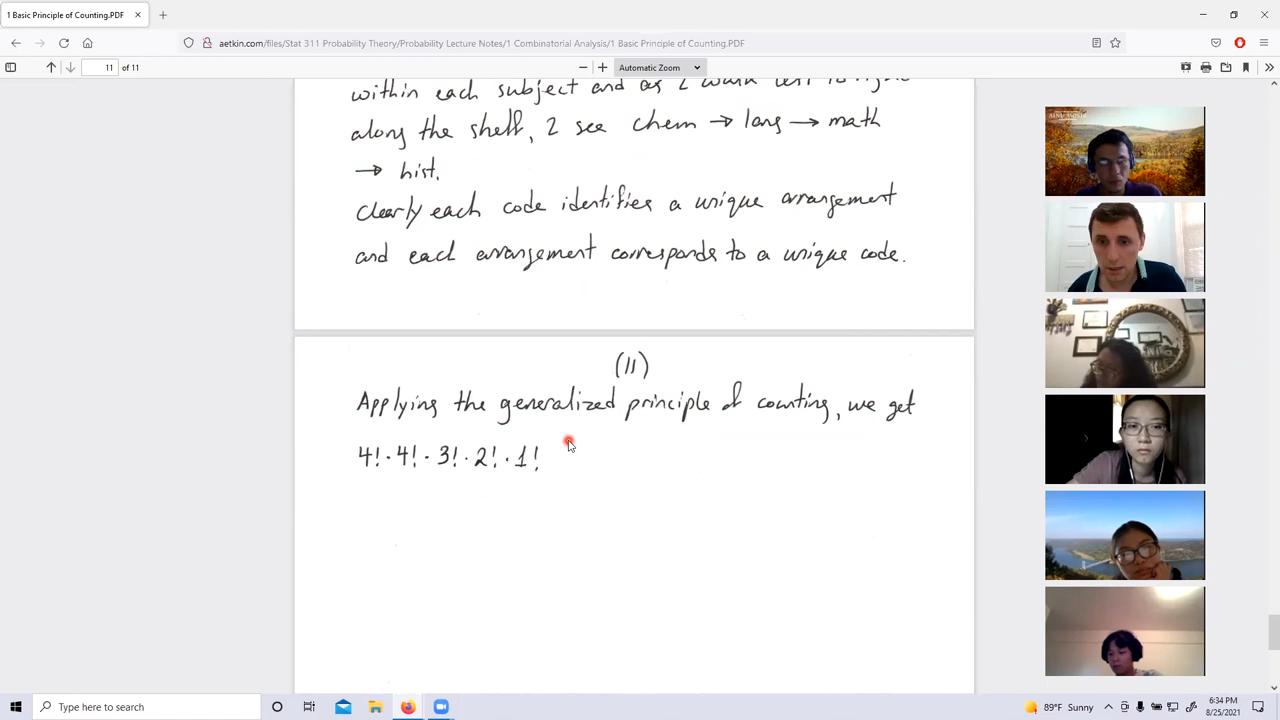 1 Basic Principle of Counting.PDF
aetkin.com/files/Stat 311 Probability Theory/Probability Lecture Notes/1 Combinatorial Analysis/1 Basic Principle of Counting.PDF
11 of 11
Automatic Zoom
within each subject and as I walk left to right
along the shelf, I see chem → lang → math
→ hist.
Clearly each code identifies a unique arrangement
and each arrangement corresponds to a unique code.
(11)
Applying the generalized principle of counting, we get
4! · 4! · 3! · 2! · 1!
Type here to search
89°F Sunny
6:34 PM
8/25/2021